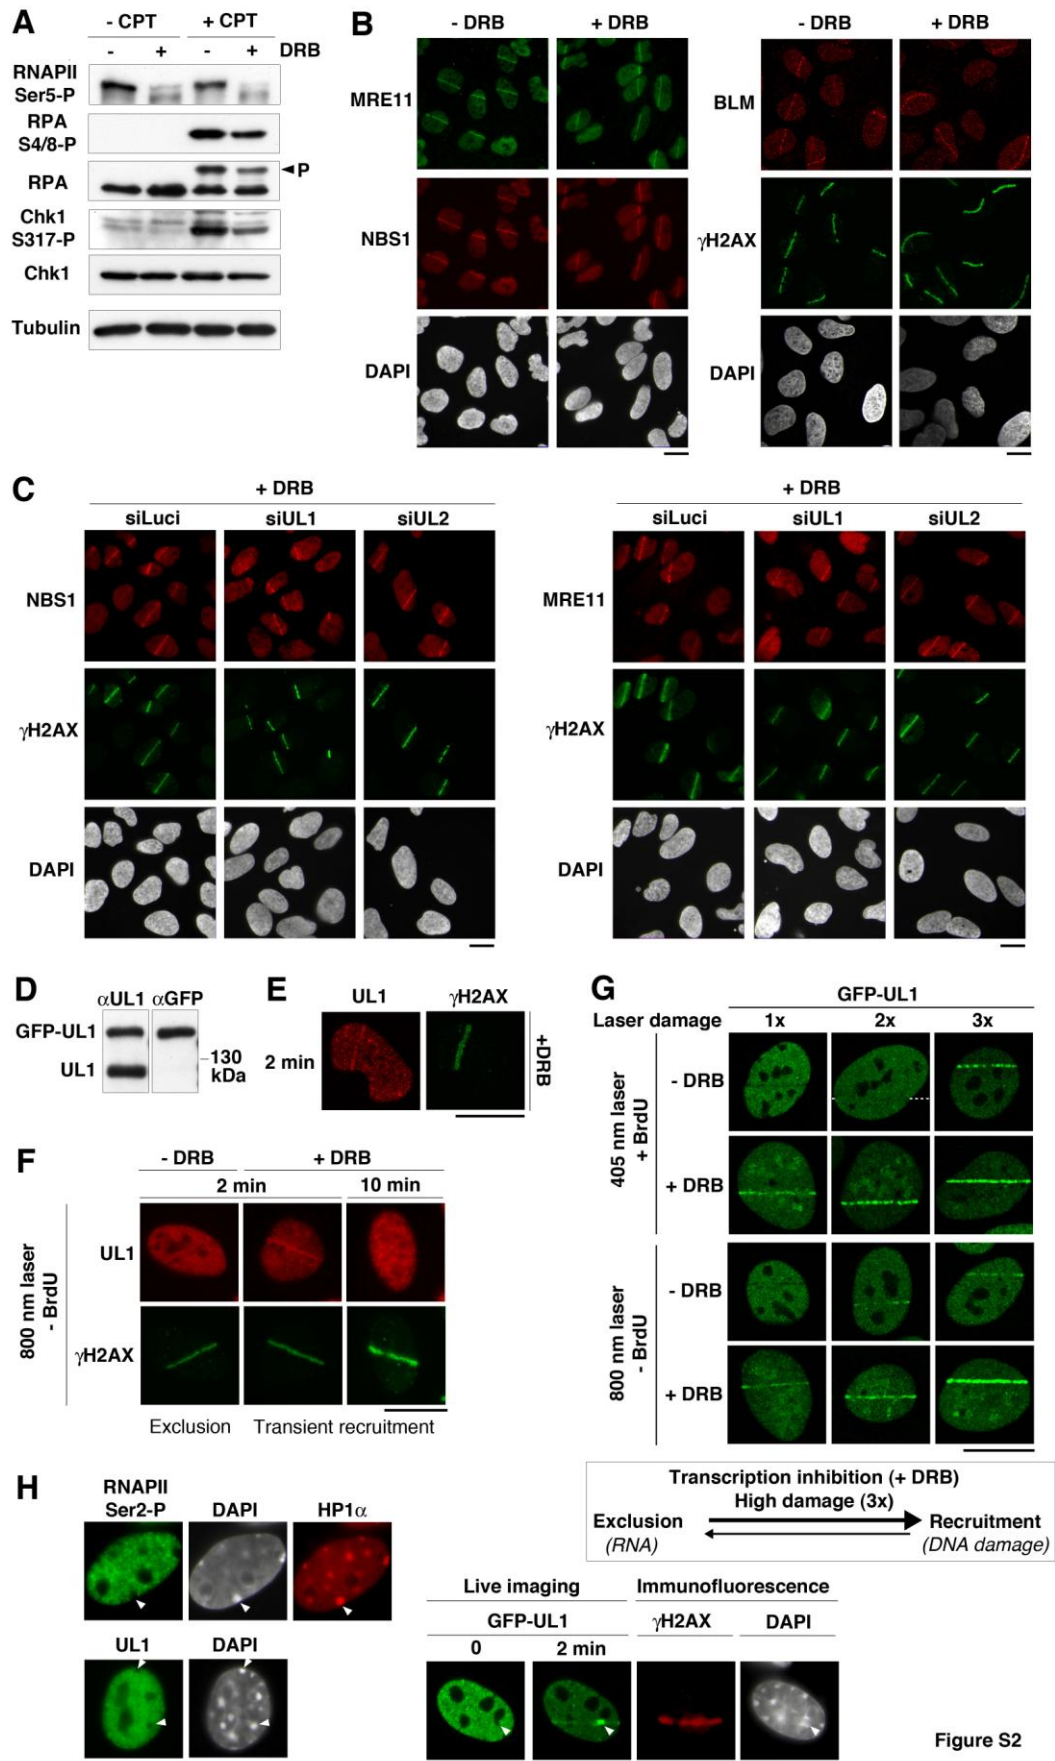 A
- CPT + CPT
- + - + DRB
RNAPII
Ser5-P
RPA
S4/8-P
RPA
◄P
Chk1
S317-P
Chk1
Tubulin
B
- DRB + DRB
MRE11
NBS1
DAPI
- DRB + DRB
BLM
γH2AX
DAPI
C
+ DRB
siLuci siUL1 siUL2
NBS1
γH2AX
DAPI
+ DRB
siLuci siUL1 siUL2
MRE11
γH2AX
DAPI
D
αUL1 αGFP
GFP-UL1
UL1
130
kDa
E
UL1 γH2AX
2 min
+DRB
F
- DRB + DRB
2 min 10 min
800 nm laser
- BrdU
UL1
γH2AX
Exclusion Transient recruitment
G
GFP-UL1
Laser damage 1x 2x 3x
405 nm laser
+ BrdU
- DRB
+ DRB
800 nm laser
- BrdU
- DRB
+ DRB
Transcription inhibition (+ DRB)
High damage (3x)
Exclusion Recruitment
(RNA) (DNA damage)
H
RNAPII
Ser2-P DAPI HP1α
UL1 DAPI
Live imaging Immunofluorescence
GFP-UL1 γH2AX DAPI
0 2 min
Figure S2